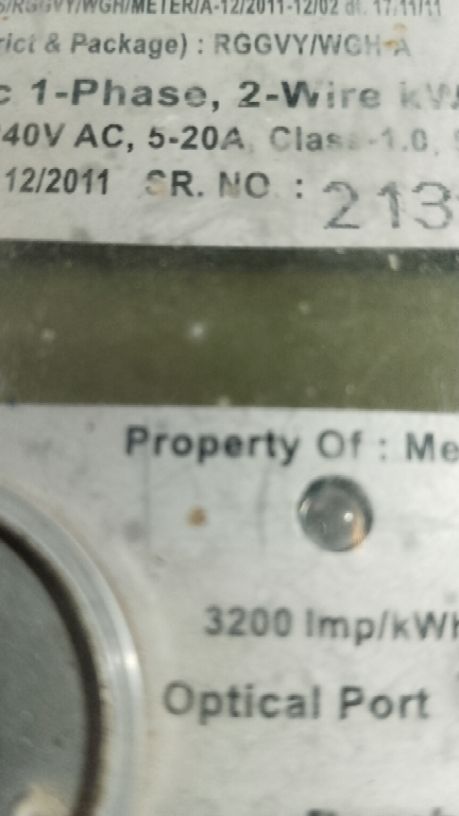 S/RGGVY/WGH/METER/A-12/2011-12/02 dt. 17/11/11
rict & Package) : RGGVY/WGH-A
c 1-Phase, 2-Wire kW
40V AC, 5-20A, Class-1.0, S
12/2011 SR. NO : 213
Property Of : Me
3200 Imp/kWh
Optical Port